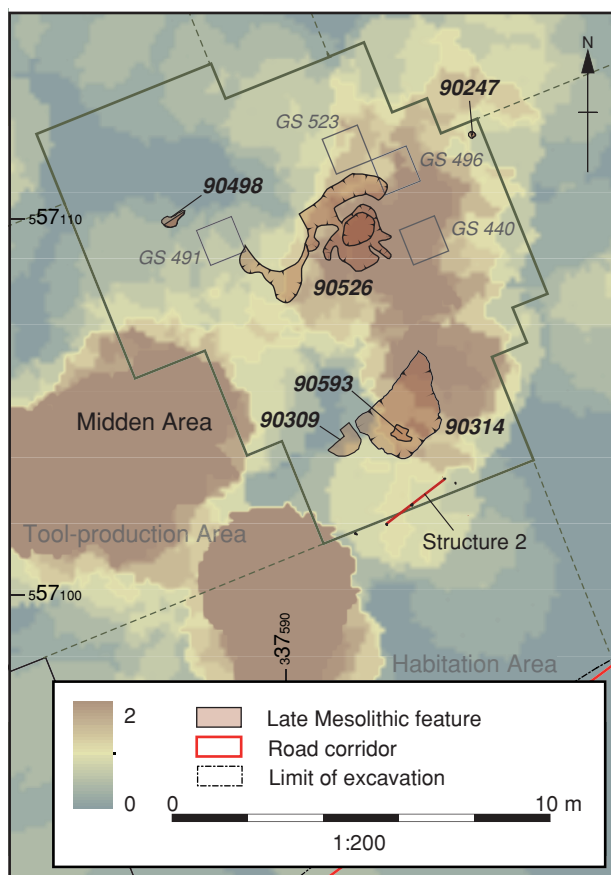 N
90247
GS 523
GS 496
90498
557110
GS 491
GS 440
90526
90593
Midden Area
90309
90314
Tool-production Area
Structure 2
557100
337590
Habitation Area
2
0
Late Mesolithic feature
Road corridor
Limit of excavation
0
10 m
1:200